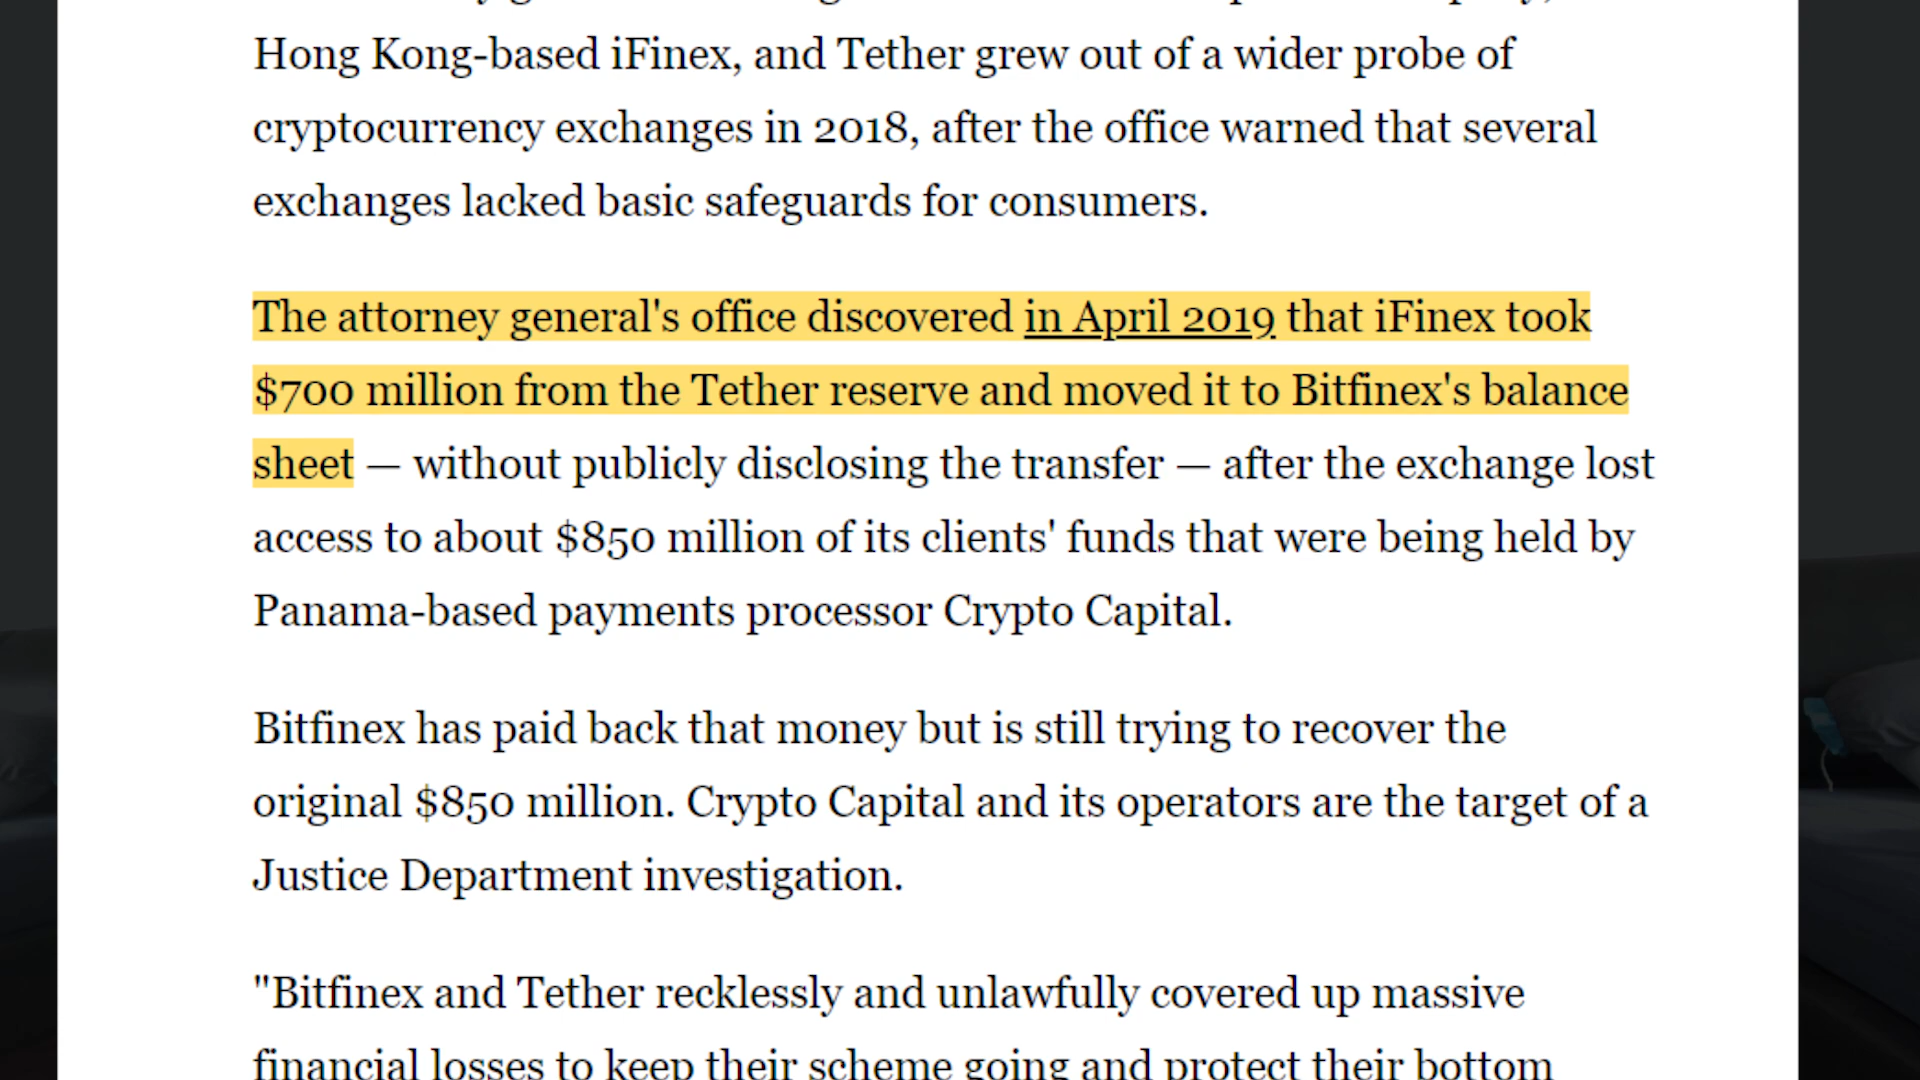 Hong Kong-based iFinex, and Tether grew out of a wider probe of
cryptocurrency exchanges in 2018, after the office warned that several
exchanges lacked basic safeguards for consumers.
The attorney general's office discovered in April 2019 that iFinex took
$700 million from the Tether reserve and moved it to Bitfinex's balance
sheet — without publicly disclosing the transfer — after the exchange lost
access to about $850 million of its clients' funds that were being held by
Panama-based payments processor Crypto Capital.
Bitfinex has paid back that money but is still trying to recover the
original $850 million. Crypto Capital and its operators are the target of a
Justice Department investigation.
"Bitfinex and Tether recklessly and unlawfully covered up massive
financial losses to keep their scheme going and protect their bottom